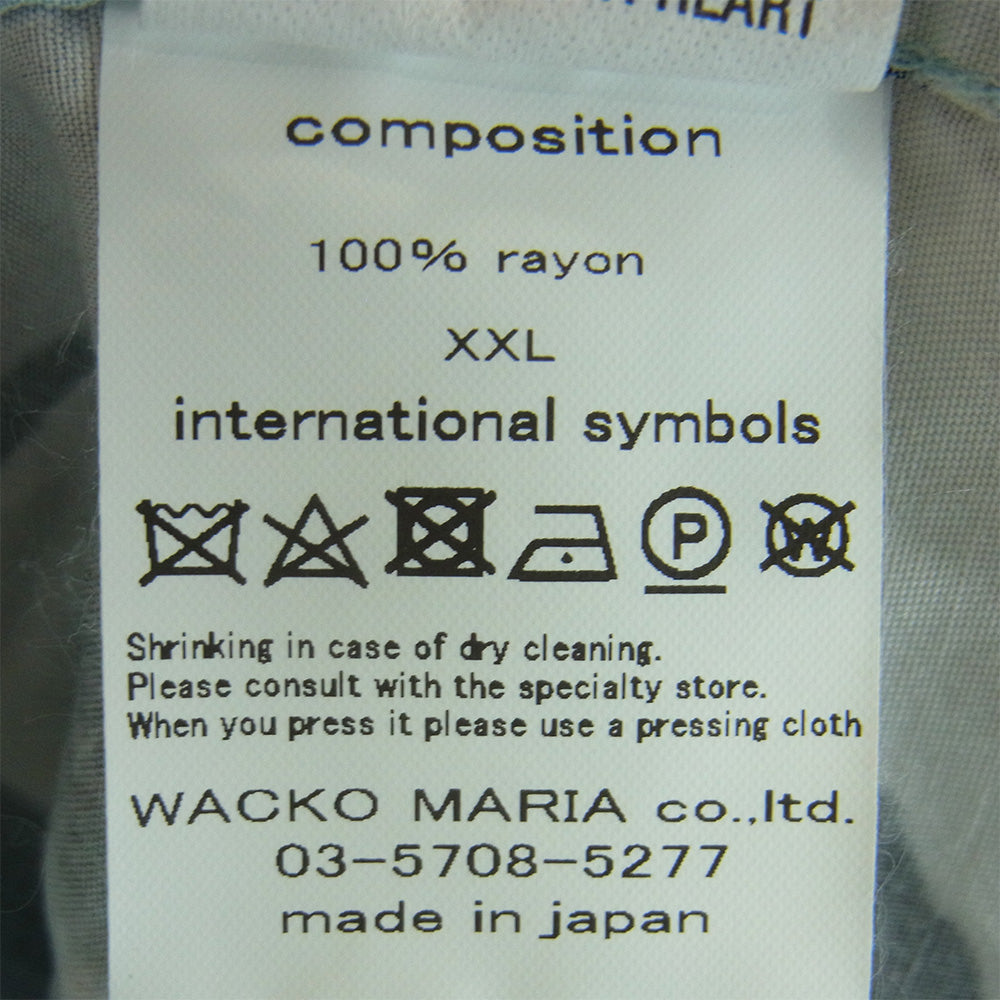 HEART
composition
100% rayon
XXL
international symbols
P W
Shrinking in case of dry cleaning.
Please consult with the specialty store.
When you press it please use a pressing cloth
WACKO MARIA co.,ltd.
03-5708-5277
made in japan